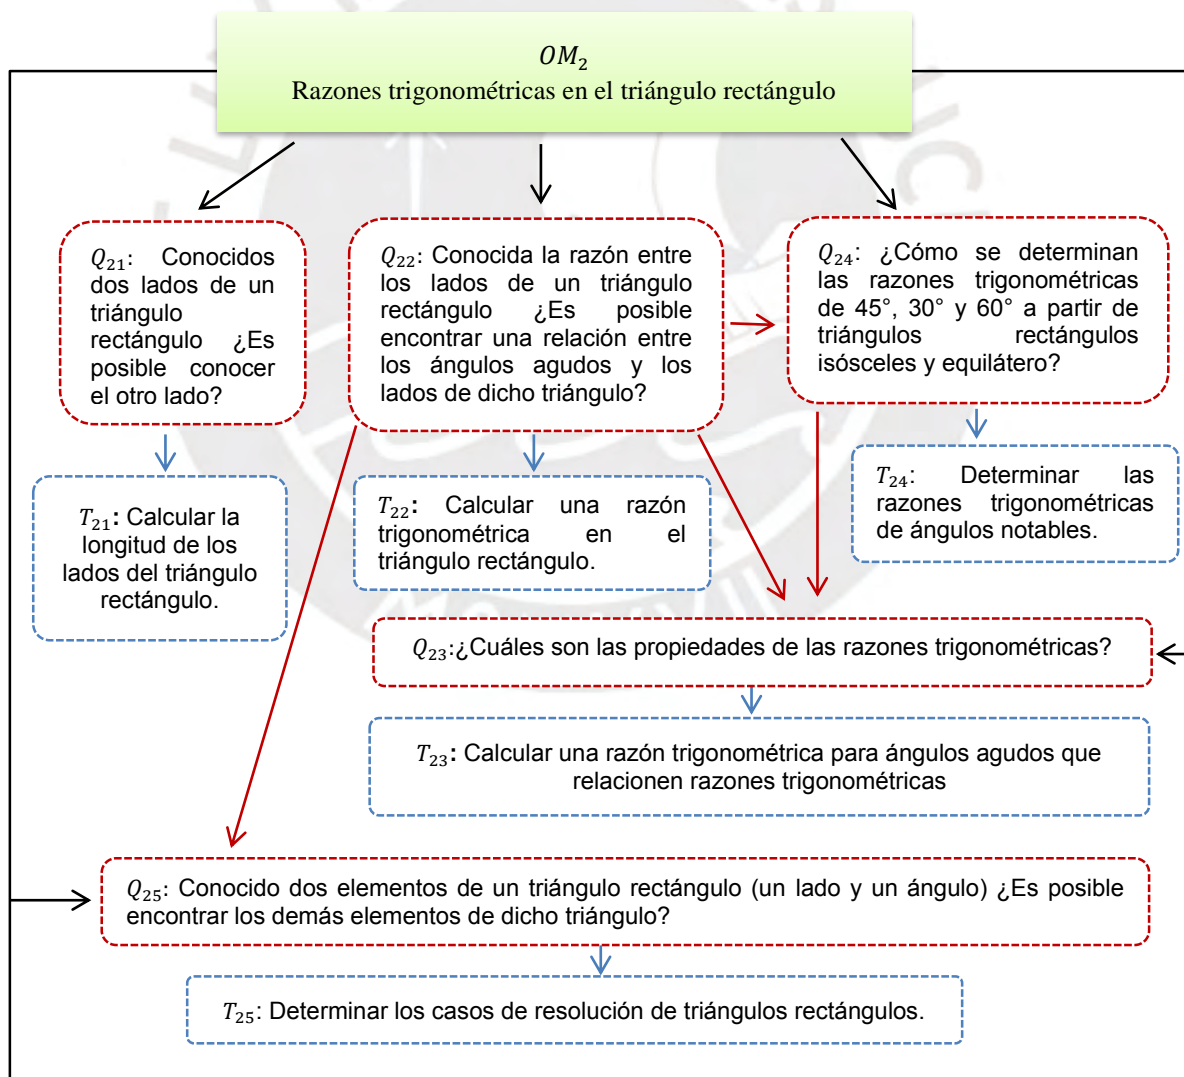 OM₂
Razones trigonométricas en el triángulo rectángulo
Q₂₁: Conocidos
dos lados de un
triángulo
rectángulo ¿Es
posible conocer
el otro lado?
Q₂₂: Conocida la razón entre
los lados de un triángulo
rectángulo ¿Es posible
encontrar una relación entre
los ángulos agudos y los
lados de dicho triángulo?
Q₂₄: ¿Cómo se determinan
las razones trigonométricas
de 45°, 30° y 60° a partir de
triángulos rectángulos
isósceles y equilátero?
T₂₁: Calcular la
longitud de los
lados del triángulo
rectángulo.
T₂₂: Calcular una razón
trigonométrica en el
triángulo rectángulo.
T₂₄: Determinar las
razones trigonométricas
de ángulos notables.
Q₂₃:¿Cuáles son las propiedades de las razones trigonométricas?
T₂₃: Calcular una razón trigonométrica para ángulos agudos que
relacionen razones trigonométricas
Q₂₅: Conocido dos elementos de un triángulo rectángulo (un lado y un ángulo) ¿Es posible
encontrar los demás elementos de dicho triángulo?
T₂₅: Determinar los casos de resolución de triángulos rectángulos.